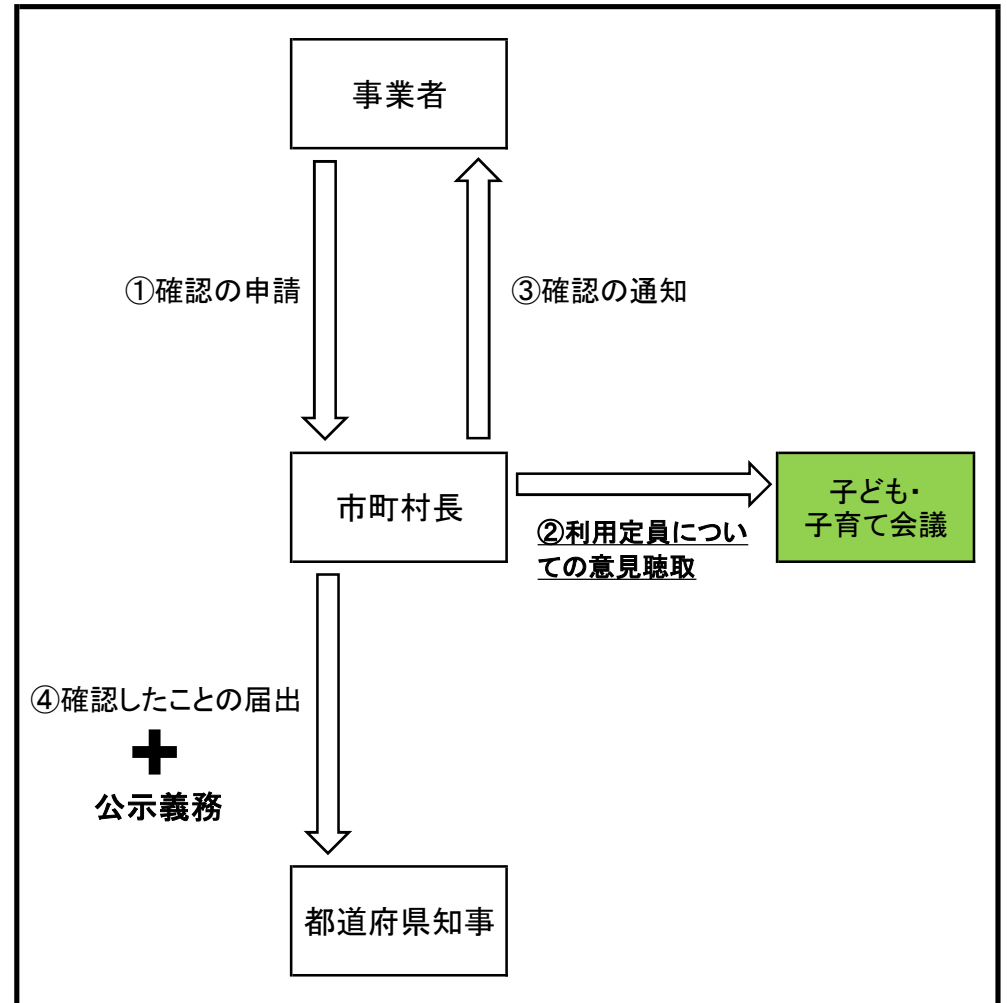 事業者
①確認の申請
③確認の通知
市町村長
子ども・
子育て会議
②利用定員につい
ての意見聴取
④確認したことの届出
➕
公示義務
都道府県知事